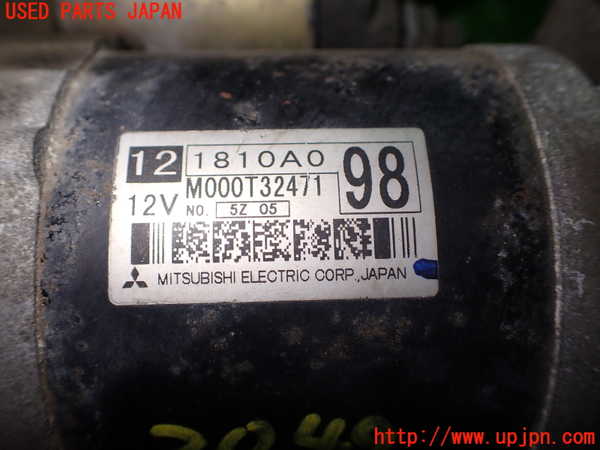 USED PARTS JAPAN
12 1810A0 98
M000T32471
12V NO. 5Z 05
MITSUBISHI ELECTRIC CORP., JAPAN
http://www.upjpn.com/